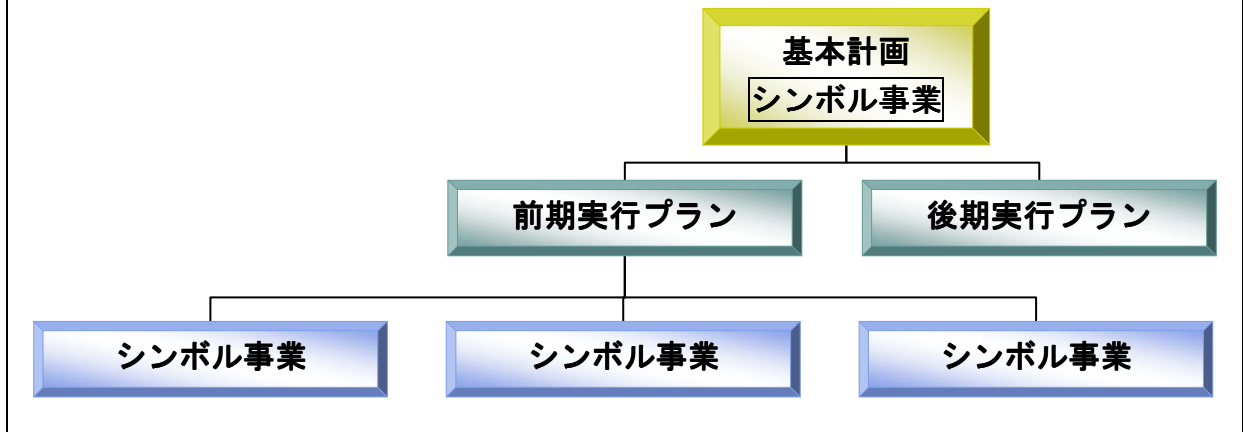 基本計画
シンボル事業
前期実行プラン
後期実行プラン
シンボル事業
シンボル事業
シンボル事業